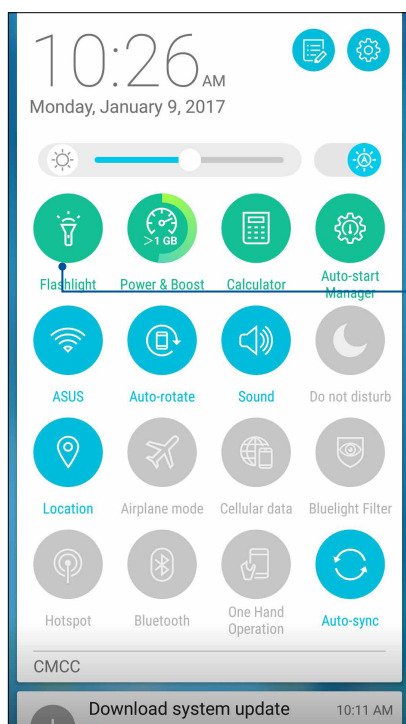 10:26 AM
Monday, January 9, 2017
A
>1 GB
Flashlight Power & Boost Calculator Auto-start
Manager
ASUS Auto-rotate Sound Do not disturb
Location Airplane mode Cellular data Bluelight Filter
Hotspot Bluetooth One Hand
Operation Auto-sync
CMCC
Download system update 10:11 AM